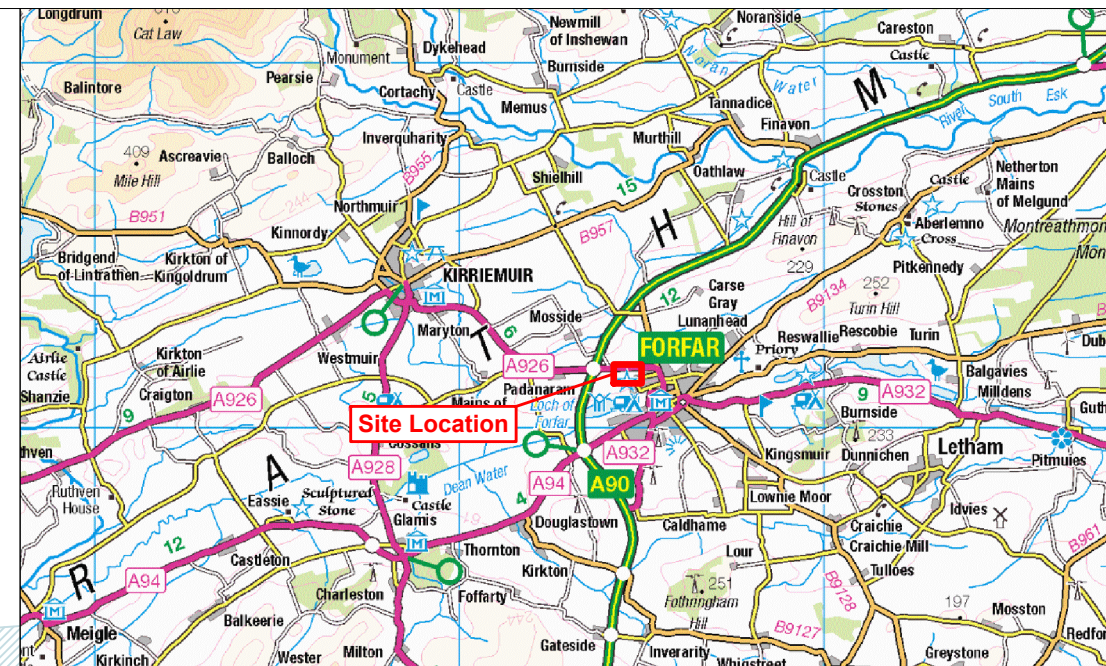 Longdrum
Cat Law
Monument
Dykehead
Newmill
of Inshewan
Noranside
Careston
Castle
Balintore
Pearsie
Cortachy
Castle
Burnside
Memus
Noran
Water
Tannadice
M
River
South
Esk
Inverquharity
Murthill
Finavon
409
Mile Hill
Ascreavie
Balloch
B955
Shielhill
15
Oathlaw
Castle
Crosston
Stones
Castle
Netherton
Mains
of Melgund
B951
244
Northmuir
Kinnordy
B957
H
Hill of
Finavon
229
Aberlemno
Cross
Bridgend
of Lintrathen
Kirkton of
Kingoldrum
KIRRIEMUIR
Pitkennedy
12
Carse
Gray
B9134
252
Turin Hill
Maryton
6
Mosside
T
Lunanhead
FORFAR
Reswallie
Rescobie
Turin
Airlie
Castle
Shanzie
Kirkton
of Airlie
Craigton
Westmuir
A926
Padanaram
Priory
Balgavies
Milldens
9
A926
5
Mains of
Loch of
Forfar
9
A932
Site Location
Burnside
Dunnichen
233
A932
Kingsmuir
Letham
Pitmuies
A
A928
Dean Water
A94
A90
4
Ruthven
House
Eassie
Sculptured
Stone
Castle
Glamis
Lownie Moor
Idvies
Douglastown
Caldhame
Craichie
Craichie Mill
B961
12
Castleton
Thornton
Lour
Tulloes
R
A94
Kirkton
251
Fothringham
Hill
B9128
197
Charleston
Foffarty
Mosston
Meigle
Balkeerie
B9127
Kirkinch
Wester
Milton
Gateside
Inverarity
Whigstreet
Greystone